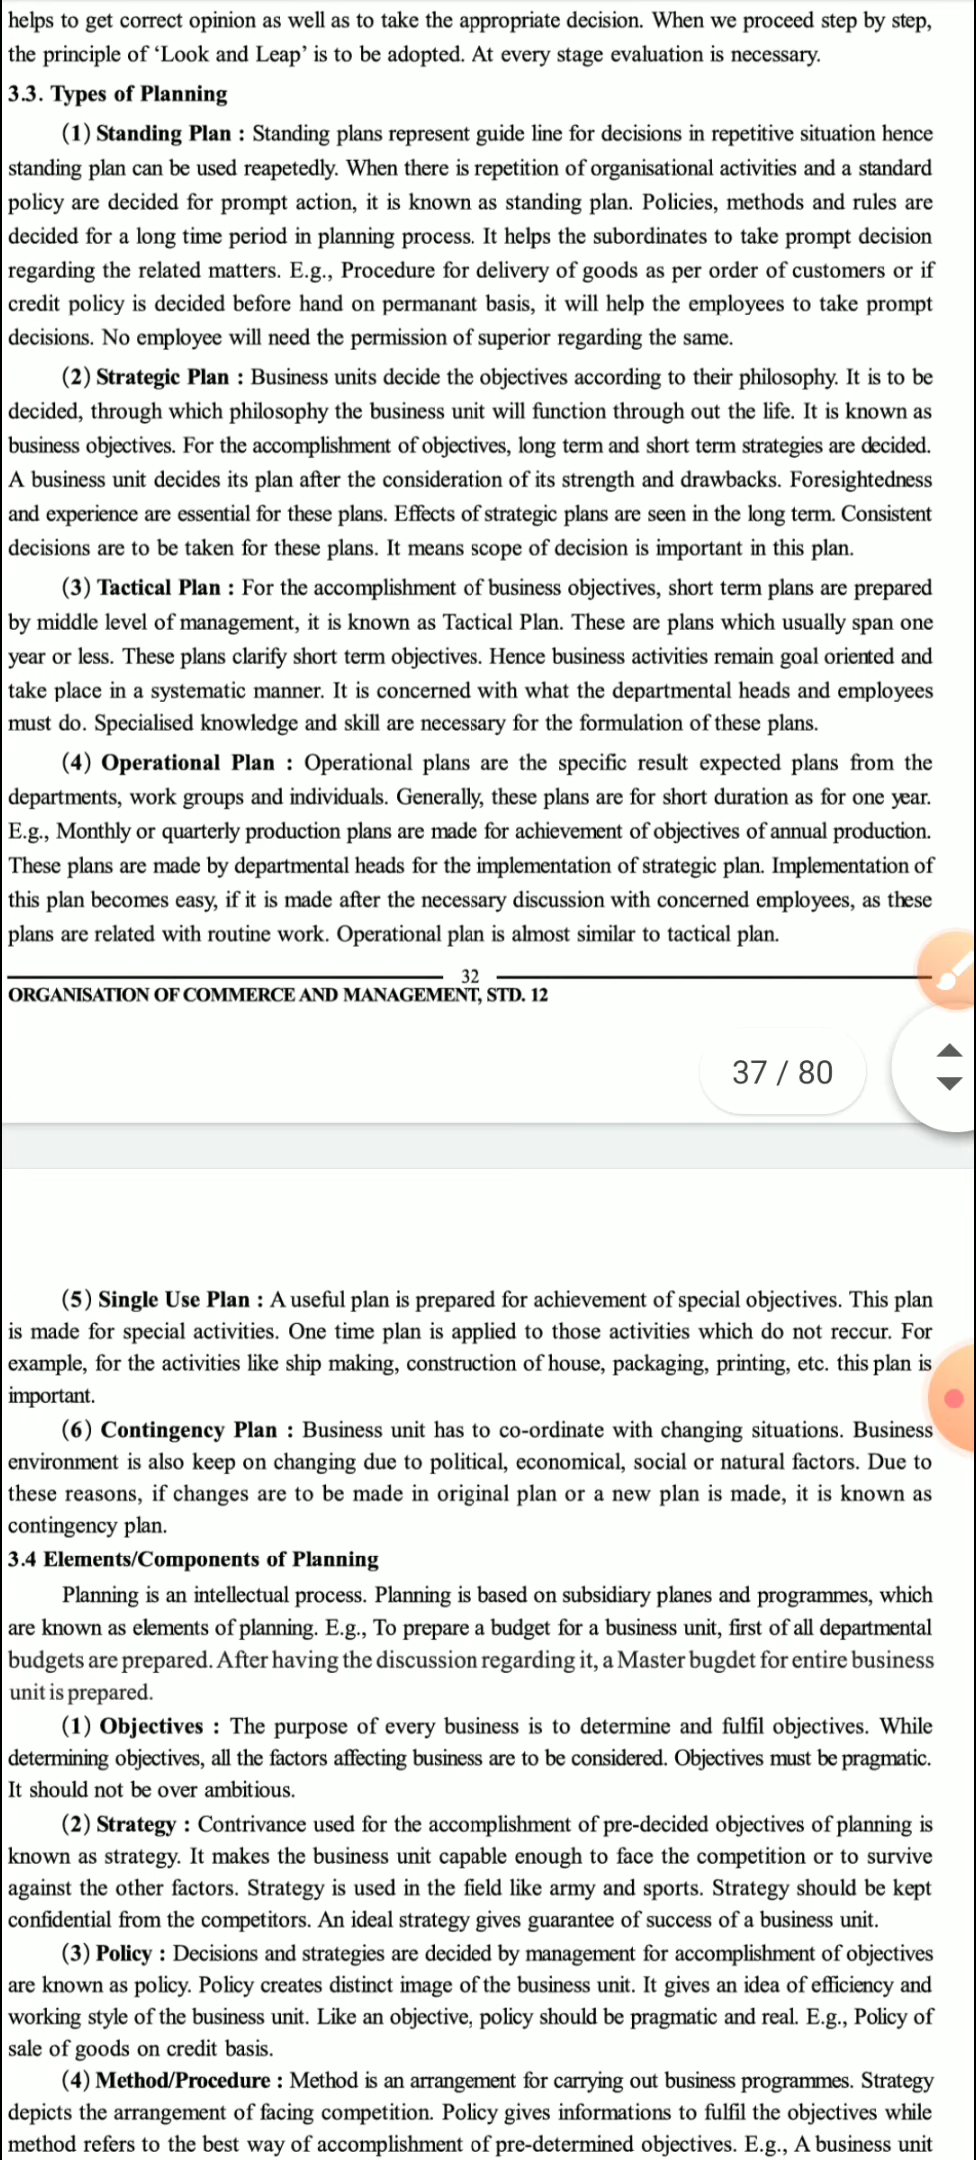 helps to get correct opinion as well as to take the appropriate decision. When we proceed step by step,
the principle of ‘Look and Leap’ is to be adopted. At every stage evaluation is necessary.
3.3. Types of Planning
(1) Standing Plan : Standing plans represent guide line for decisions in repetitive situation hence
standing plan can be used reapetedly. When there is repetition of organisational activities and a standard
policy are decided for prompt action, it is known as standing plan. Policies, methods and rules are
decided for a long time period in planning process. It helps the subordinates to take prompt decision
regarding the related matters. E.g., Procedure for delivery of goods as per order of customers or if
credit policy is decided before hand on permanant basis, it will help the employees to take prompt
decisions. No employee will need the permission of superior regarding the same.
(2) Strategic Plan : Business units decide the objectives according to their philosophy. It is to be
decided, through which philosophy the business unit will function through out the life. It is known as
business objectives. For the accomplishment of objectives, long term and short term strategies are decided.
A business unit decides its plan after the consideration of its strength and drawbacks. Foresightedness
and experience are essential for these plans. Effects of strategic plans are seen in the long term. Consistent
decisions are to be taken for these plans. It means scope of decision is important in this plan.
(3) Tactical Plan : For the accomplishment of business objectives, short term plans are prepared
by middle level of management, it is known as Tactical Plan. These are plans which usually span one
year or less. These plans clarify short term objectives. Hence business activities remain goal oriented and
take place in a systematic manner. It is concerned with what the departmental heads and employees
must do. Specialised knowledge and skill are necessary for the formulation of these plans.
(4) Operational Plan : Operational plans are the specific result expected plans from the
departments, work groups and individuals. Generally, these plans are for short duration as for one year.
E.g., Monthly or quarterly production plans are made for achievement of objectives of annual production.
These plans are made by departmental heads for the implementation of strategic plan. Implementation of
this plan becomes easy, if it is made after the necessary discussion with concerned employees, as these
plans are related with routine work. Operational plan is almost similar to tactical plan.
32
ORGANISATION OF COMMERCE AND MANAGEMENT, STD. 12
37 / 80
(5) Single Use Plan : A useful plan is prepared for achievement of special objectives. This plan
is made for special activities. One time plan is applied to those activities which do not reccur. For
example, for the activities like ship making, construction of house, packaging, printing, etc. this plan is
important.
(6) Contingency Plan : Business unit has to co-ordinate with changing situations. Business
environment is also keep on changing due to political, economical, social or natural factors. Due to
these reasons, if changes are to be made in original plan or a new plan is made, it is known as
contingency plan.
3.4 Elements/Components of Planning
Planning is an intellectual process. Planning is based on subsidiary planes and programmes, which
are known as elements of planning. E.g., To prepare a budget for a business unit, first of all departmental
budgets are prepared. After having the discussion regarding it, a Master bugdet for entire business
unit is prepared.
(1) Objectives : The purpose of every business is to determine and fulfil objectives. While
determining objectives, all the factors affecting business are to be considered. Objectives must be pragmatic.
It should not be over ambitious.
(2) Strategy : Contrivance used for the accomplishment of pre-decided objectives of planning is
known as strategy. It makes the business unit capable enough to face the competition or to survive
against the other factors. Strategy is used in the field like army and sports. Strategy should be kept
confidential from the competitors. An ideal strategy gives guarantee of success of a business unit.
(3) Policy : Decisions and strategies are decided by management for accomplishment of objectives
are known as policy. Policy creates distinct image of the business unit. It gives an idea of efficiency and
working style of the business unit. Like an objective, policy should be pragmatic and real. E.g., Policy of
sale of goods on credit basis.
(4) Method/Procedure : Method is an arrangement for carrying out business programmes. Strategy
depicts the arrangement of facing competition. Policy gives informations to fulfil the objectives while
method refers to the best way of accomplishment of pre-determined objectives. E.g., A business unit